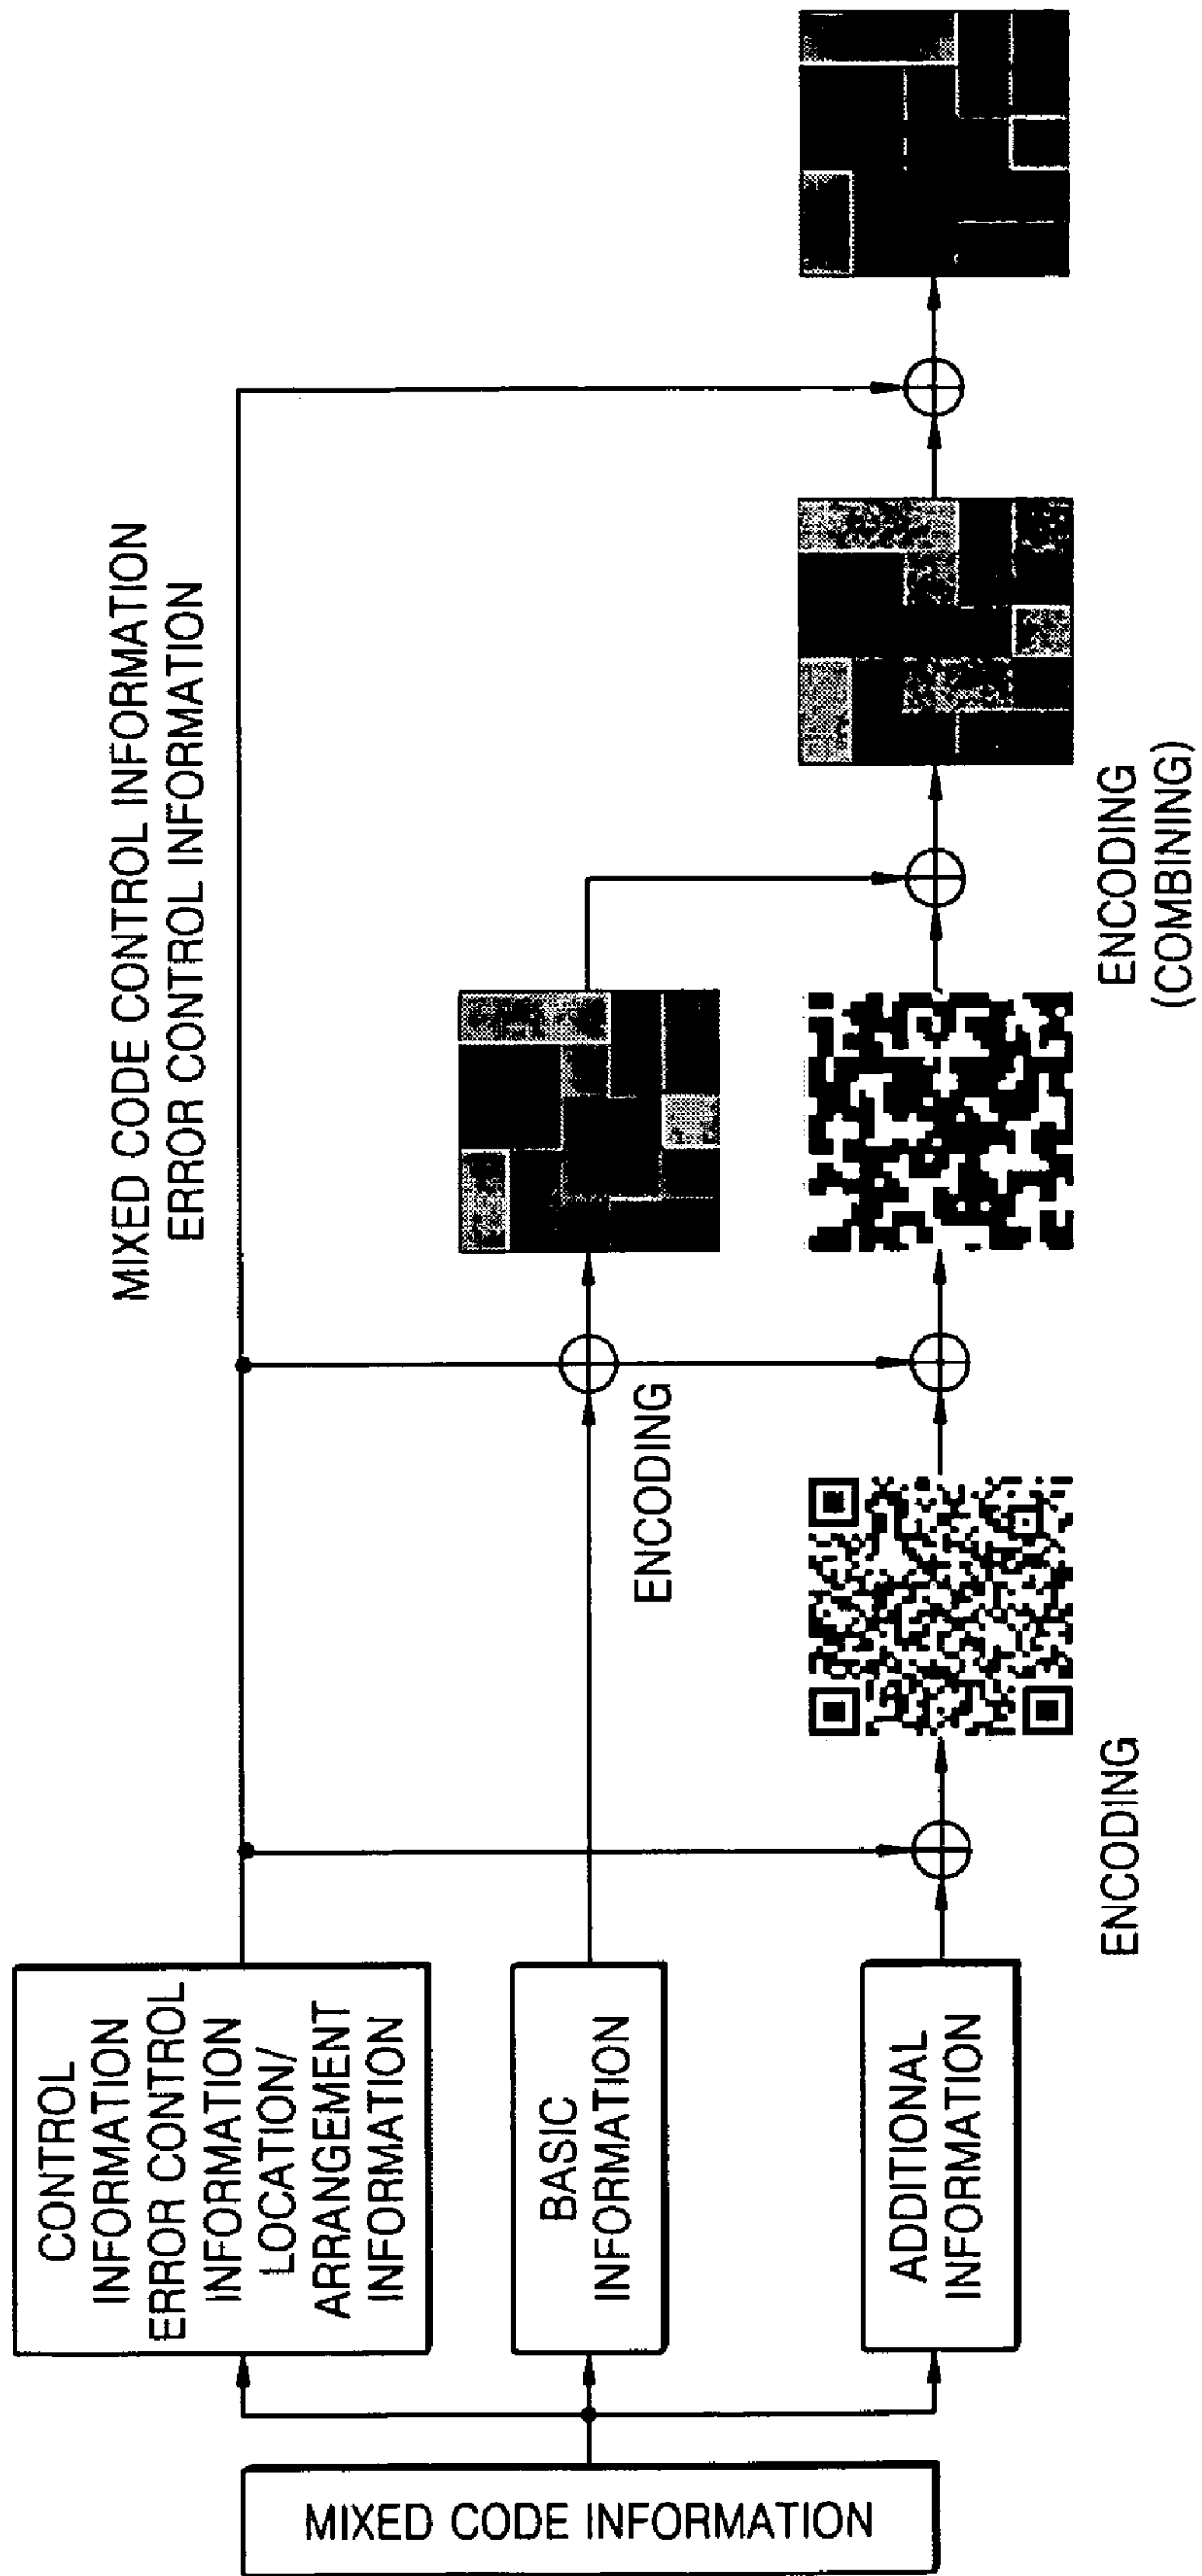 MIXED CODE INFORMATION
CONTROL
INFORMATION
ERROR CONTROL
INFORMATION
LOCATION/
ARRANGEMENT
INFORMATION
BASIC
INFORMATION
ADDITIONAL
INFORMATION
MIXED CODE CONTROL INFORMATION
ERROR CONTROL INFORMATION
ENCODING
ENCODING
ENCODING
(COMBINING)